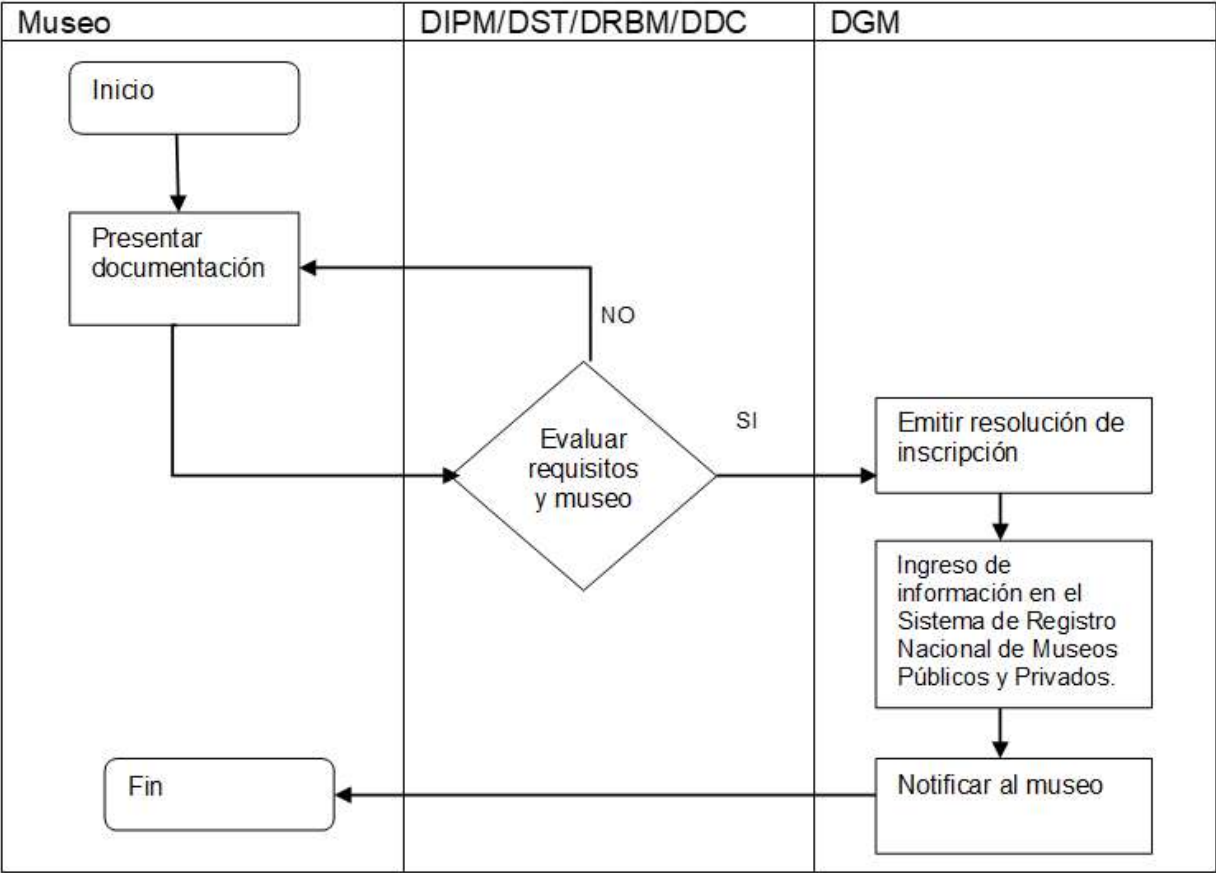 Museo
DIPM/DST/DRBM/DDC
DGM
Inicio
Presentar
documentación
NO
Evaluar
requisitos
y museo
SI
Emitir resolución de
inscripción
Ingreso de
información en el
Sistema de Registro
Nacional de Museos
Públicos y Privados.
Notificar al museo
Fin